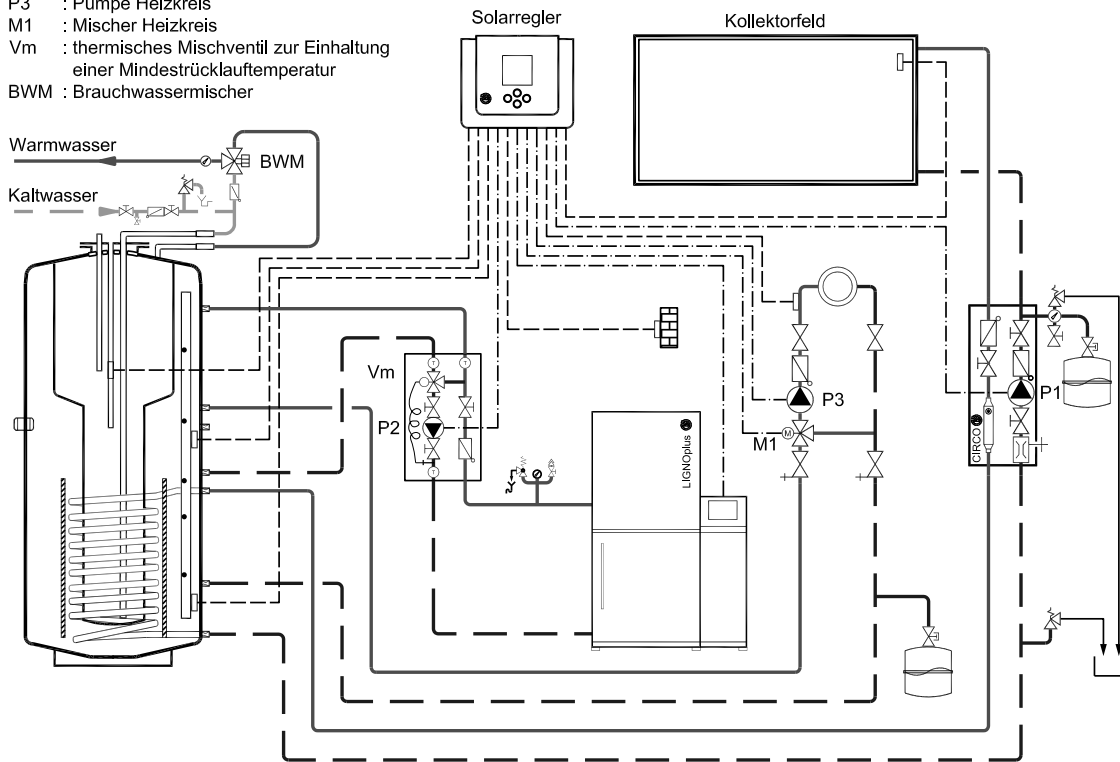 P3 : Pumpe Heizkreis
M1 : Mischer Heizkreis
Vm : thermisches Mischventil zur Einhaltung
einer Mindestrücklauftemperatur
BWM : Brauchwassermischer
Solarregler
Kollektorfeld
Warmwasser
BWM
Kaltwasser
Vm
P2
T
T
T
LIGNOplus
P3
M1
M
CIRCO
P1